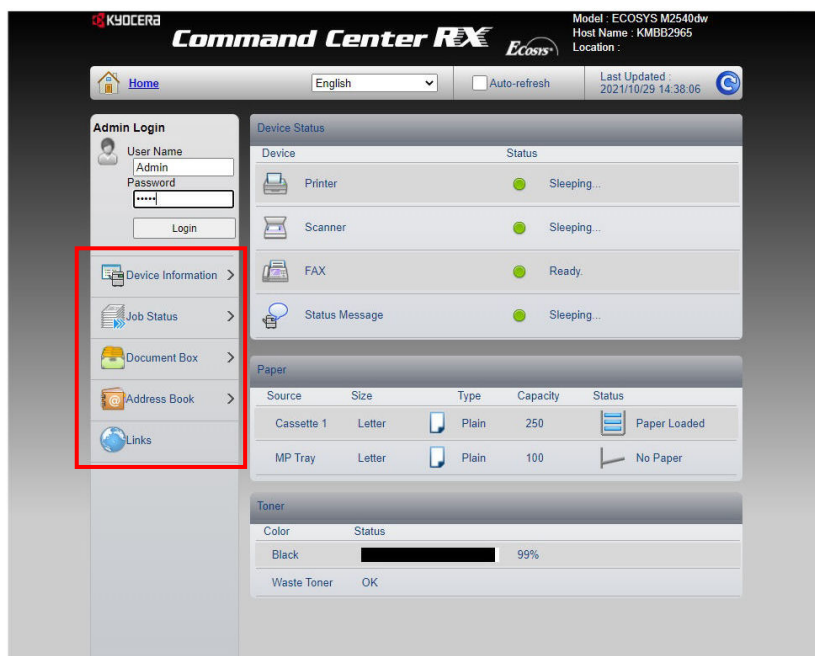 KYOCERA
Command Center RX
Ecosys
Model : ECOSYS M2540dw
Host Name : KMBB2965
Location :
Home
English
Auto-refresh
Last Updated :
2021/10/29 14:38:06
Admin Login
User Name
Admin
Password
•••••
Login
Device Information
Job Status
Document Box
Address Book
Links
Device Status
Device Status
Printer Sleeping...
Scanner Sleeping...
FAX Ready.
Status Message Sleeping...
Paper
Source Size Type Capacity Status
Cassette 1 Letter Plain 250 Paper Loaded
MP Tray Letter Plain 100 No Paper
Toner
Color Status
Black 99%
Waste Toner OK